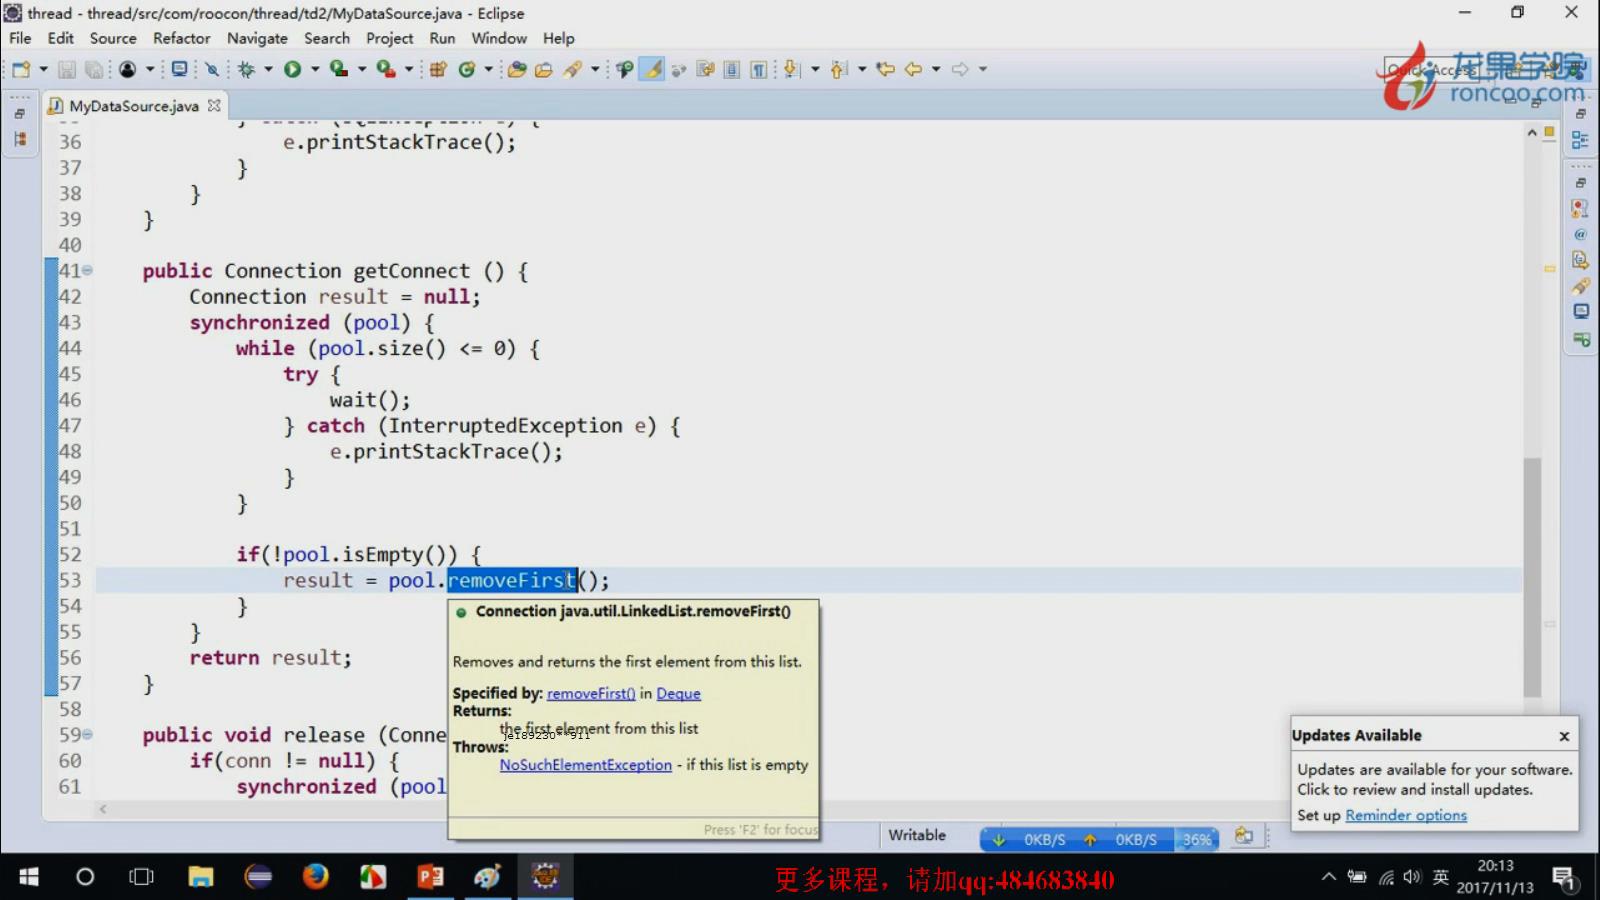 thread - thread/src/com/roocon/thread/td2/MyDataSource.java - Eclipse
File Edit Source Refactor Navigate Search Project Run Window Help
Quick Access
龙果学院
roncoo.com
MyDataSource.java
36 e.printStackTrace();
37 }
38 }
39 }
40
41 public Connection getConnect () {
42 Connection result = null;
43 synchronized (pool) {
44 while (pool.size() <= 0) {
45 try {
46 wait();
47 } catch (InterruptedException e) {
48 e.printStackTrace();
49 }
50 }
51
52 if(!pool.isEmpty()) {
53 result = pool.removeFirst();
54 }
55 }
56 return result;
57 }
58
59 public void release (Conne
60 if(conn != null) {
61 synchronized (pool
Connection java.util.LinkedList.removeFirst()
Removes and returns the first element from this list.
Specified by: removeFirst() in Deque
Returns:
the first element from this list
je189230**911
Throws:
NoSuchElementException - if this list is empty
Press 'F2' for focus
Updates Available
Updates are available for your software.
Click to review and install updates.
Set up Reminder options
Writable
0KB/S 0KB/S 36%
更多课程，请加qq:484683840
英
20:13
2017/11/13
1